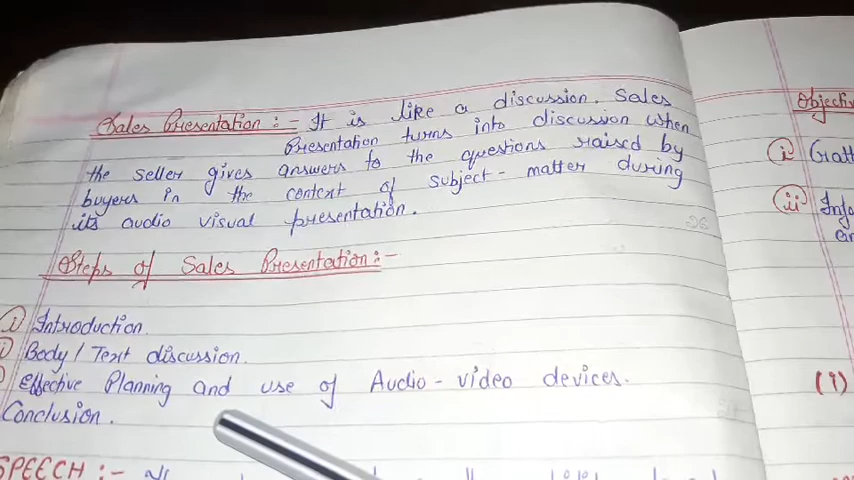 Sales Presentation :- It is like a discussion. Sales
Presentation turns into discussion when
the seller gives answers to the questions raised by
buyers in the context of subject-matter during
its audio visual presentation.
Steps of Sales Presentation :-
i Introduction
i Body / Text discussion.
Effective Planning and use of Audio-video devices.
Conclusion.
SPEECH :-
Objectiv
i Gath
ii Info
(i)